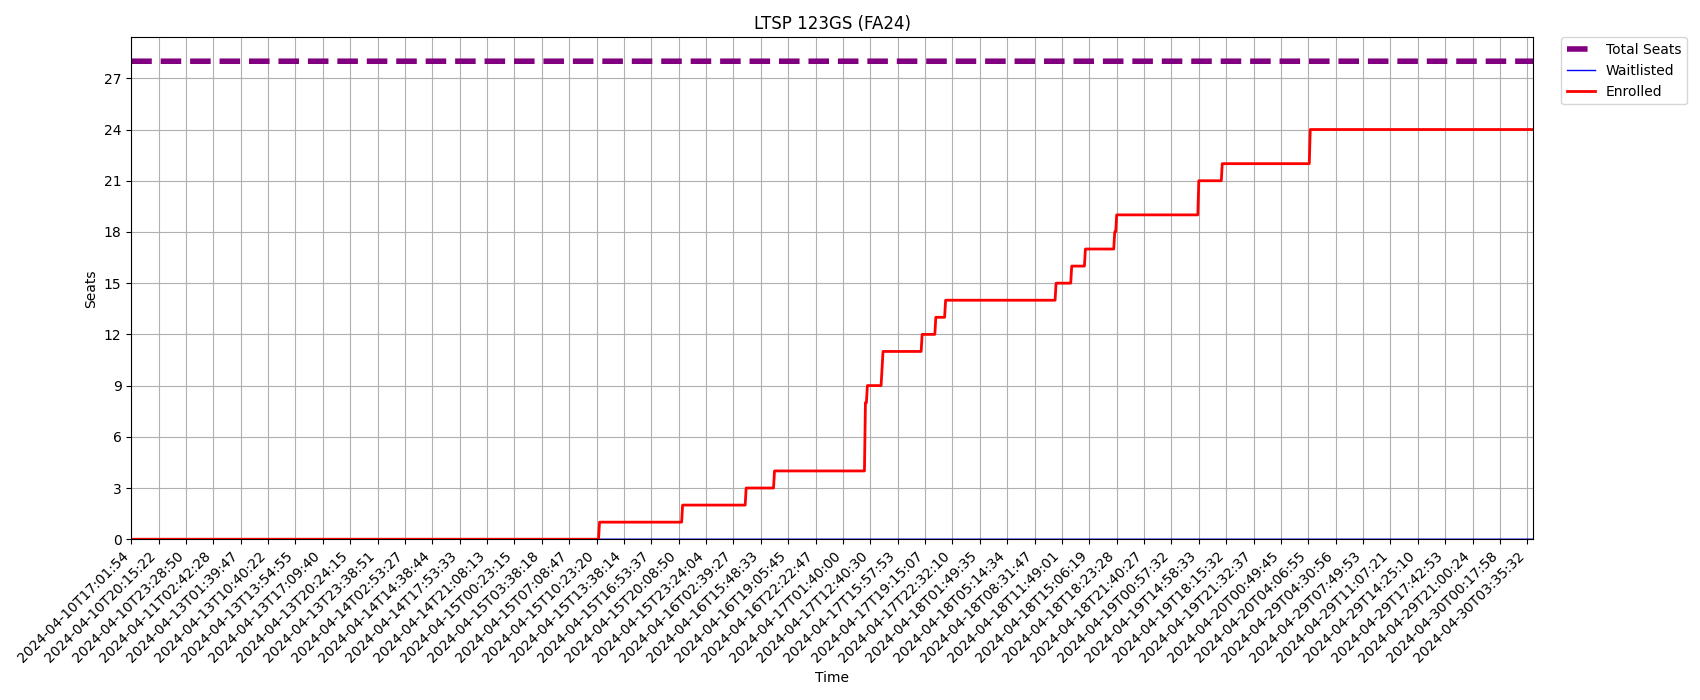 LTSP 123GS (FA24)
Total Seats
Waitlisted
Enrolled
Seats
27
24
21
18
15
12
9
6
3
0
2024-04-10T17:01:54
2024-04-10T20:15:22
2024-04-10T23:28:50
2024-04-11T02:42:28
2024-04-13T01:39:47
2024-04-13T10:40:22
2024-04-13T13:54:55
2024-04-13T17:09:40
2024-04-13T20:24:15
2024-04-13T23:38:51
2024-04-14T02:53:27
2024-04-14T14:38:44
2024-04-14T17:53:33
2024-04-14T21:08:13
2024-04-15T00:23:15
2024-04-15T03:38:18
2024-04-15T07:08:47
2024-04-15T10:23:20
2024-04-15T13:38:14
2024-04-15T16:53:37
2024-04-15T20:08:50
2024-04-15T23:24:04
2024-04-16T02:39:27
2024-04-16T15:48:33
2024-04-16T19:05:45
2024-04-16T22:22:47
2024-04-17T01:40:00
2024-04-17T12:40:30
2024-04-17T15:57:53
2024-04-17T19:15:07
2024-04-17T22:32:10
2024-04-18T01:49:35
2024-04-18T05:14:34
2024-04-18T08:31:47
2024-04-18T11:49:01
2024-04-18T15:06:19
2024-04-18T18:23:28
2024-04-18T21:40:27
2024-04-19T00:57:32
2024-04-19T14:58:33
2024-04-19T18:15:32
2024-04-19T21:32:37
2024-04-20T00:49:45
2024-04-20T04:06:55
2024-04-29T04:30:56
2024-04-29T07:49:53
2024-04-29T11:07:21
2024-04-29T14:25:10
2024-04-29T17:42:53
2024-04-29T21:00:24
2024-04-30T00:17:58
2024-04-30T03:35:32
Time